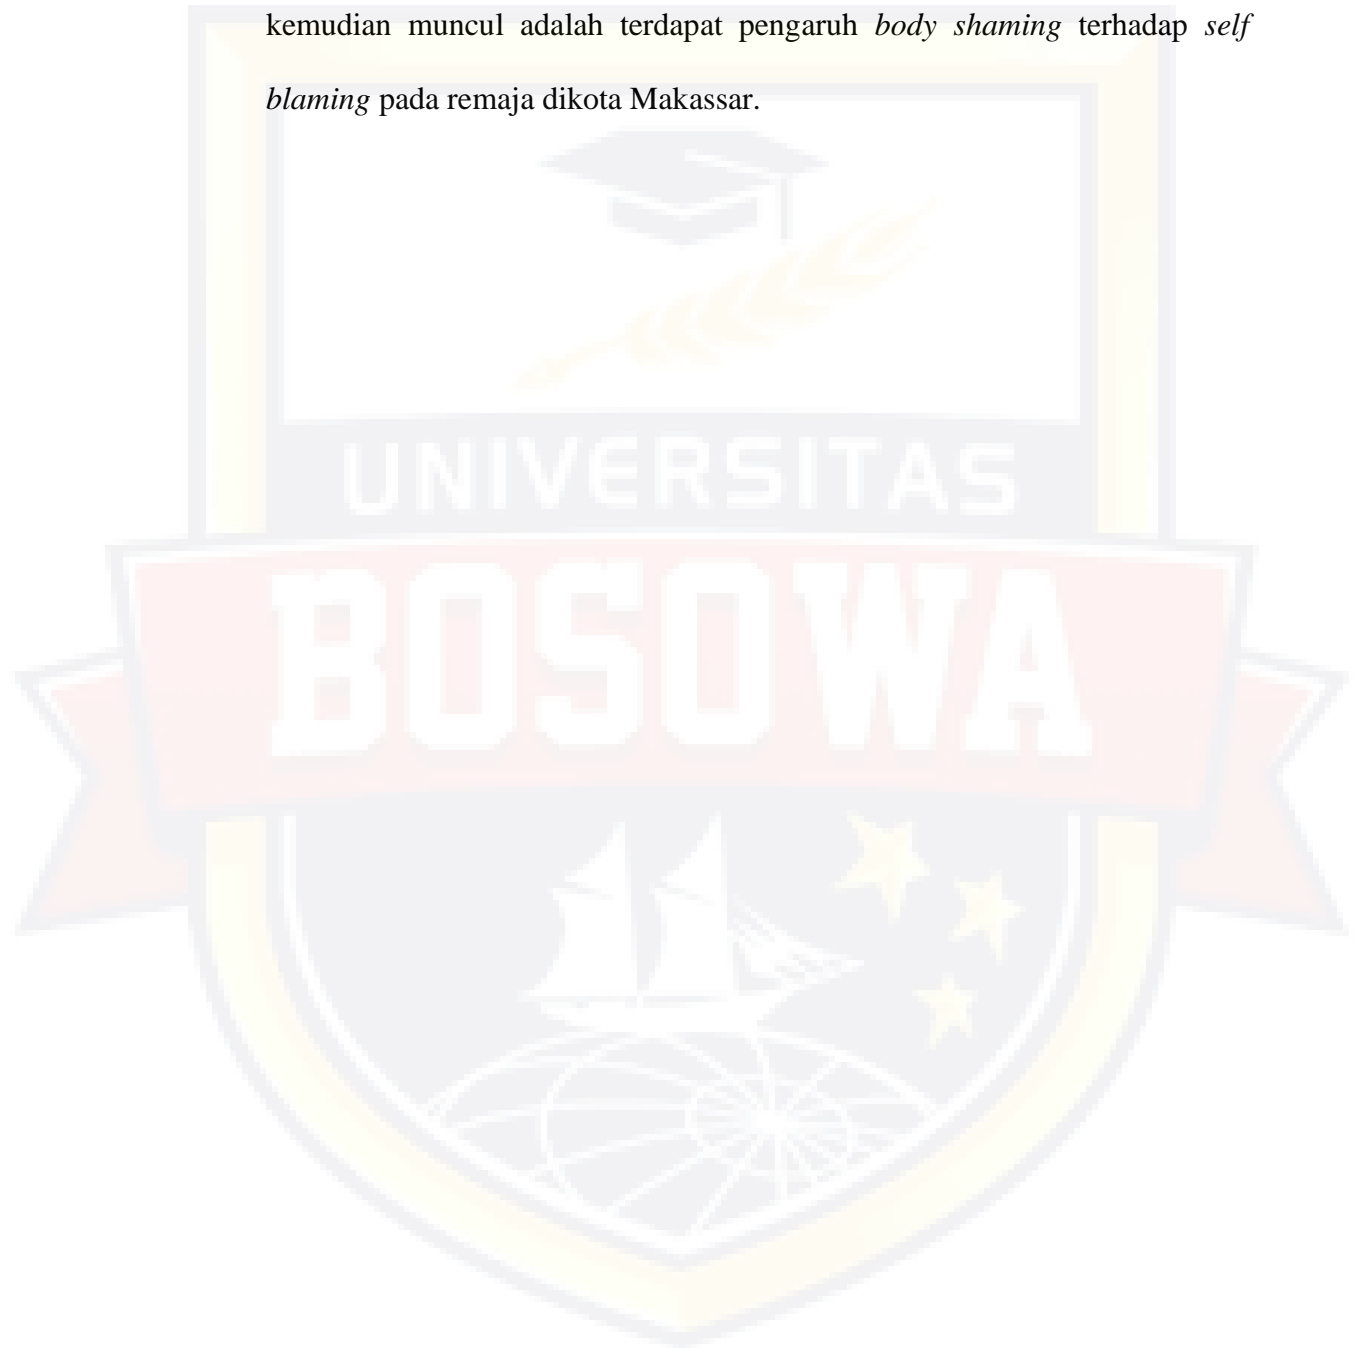 kemudian muncul adalah terdapat pengaruh body shaming terhadap self
blaming pada remaja dikota Makassar.
UNIVERSITAS
BOSOWA